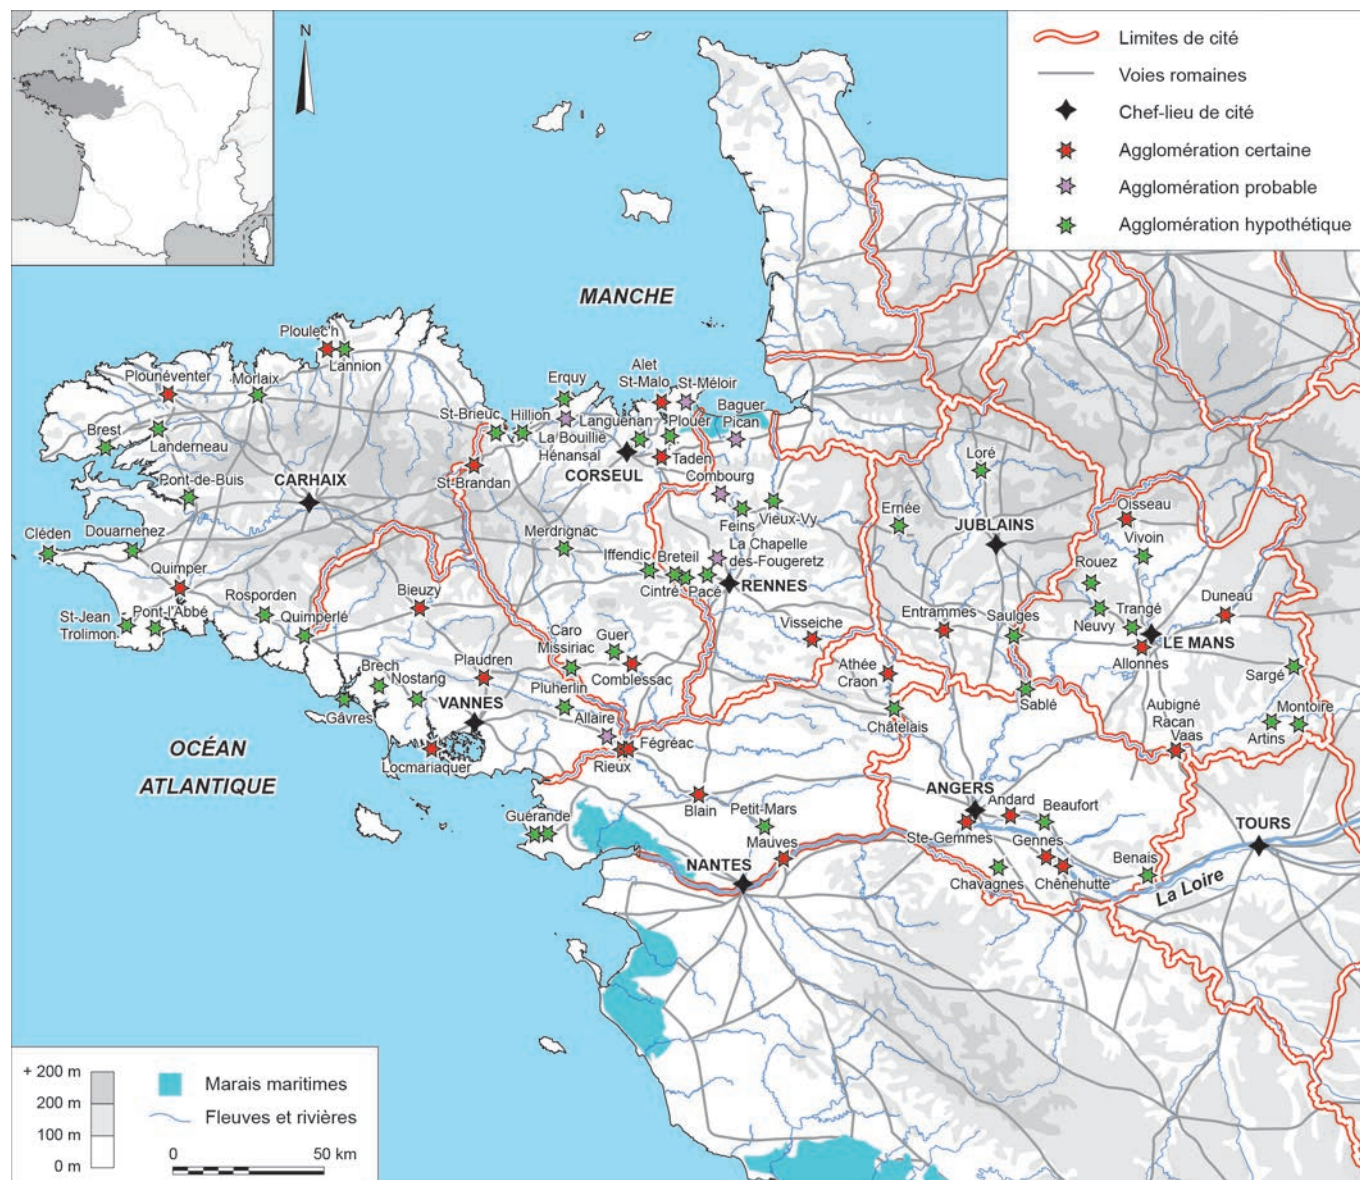 N
Limites de cité
Voies romaines
Chef-lieu de cité
Agglomération certaine
Agglomération probable
Agglomération hypothétique
MANCHE
Ploulec'h
Lannion
Plounéventer
Morlaix
Brest
Landerneau
Pont-de-Buis
CARHAIX
Cléden
Douarnenez
Quimper
Rosporden
Quimperlé
St-Jean
Trolimon
Pont-l'Abbé
St-Brieuc
Hillion
Erquy
La Bouillie
Hénansal
St-Brandan
Languenan
CORSEUL
Alet
St-Malo
St-Méloir
Plouër
Taden
Baguer
Pican
Combourg
Feins
Vieux-Vy
Merdrignac
Iffendic
Breteil
Cintré
Pacé
La Chapelle
des-Fougeretz
RENNES
Bieuzy
Brech
Nostang
Gâvres
Plaudren
VANNES
Locmariaquer
Caro
Missiriac
Guer
Comblessac
Pluherlin
Allaire
Rieux
Fégréac
Visseiche
Ernée
Loré
JUBLAINS
Entrammes
Saulges
Athée
Craon
Châtelais
Sablé
Oisseau
Vivoin
Rouez
Neuvy
Trangé
LE MANS
Allonnes
Duneau
Sargé
Aubigné
Racan
Vaas
Artins
Montoire
OCÉAN
ATLANTIQUE
Guérande
Blain
Petit-Mars
Mauves
NANTES
ANGERS
Ste-Gemmes
Andard
Beaufort
Gennes
Chênehutte
Chavagnes
Benais
La Loire
TOURS
+ 200 m
200 m
100 m
0 m
Marais maritimes
Fleuves et rivières
0 50 km